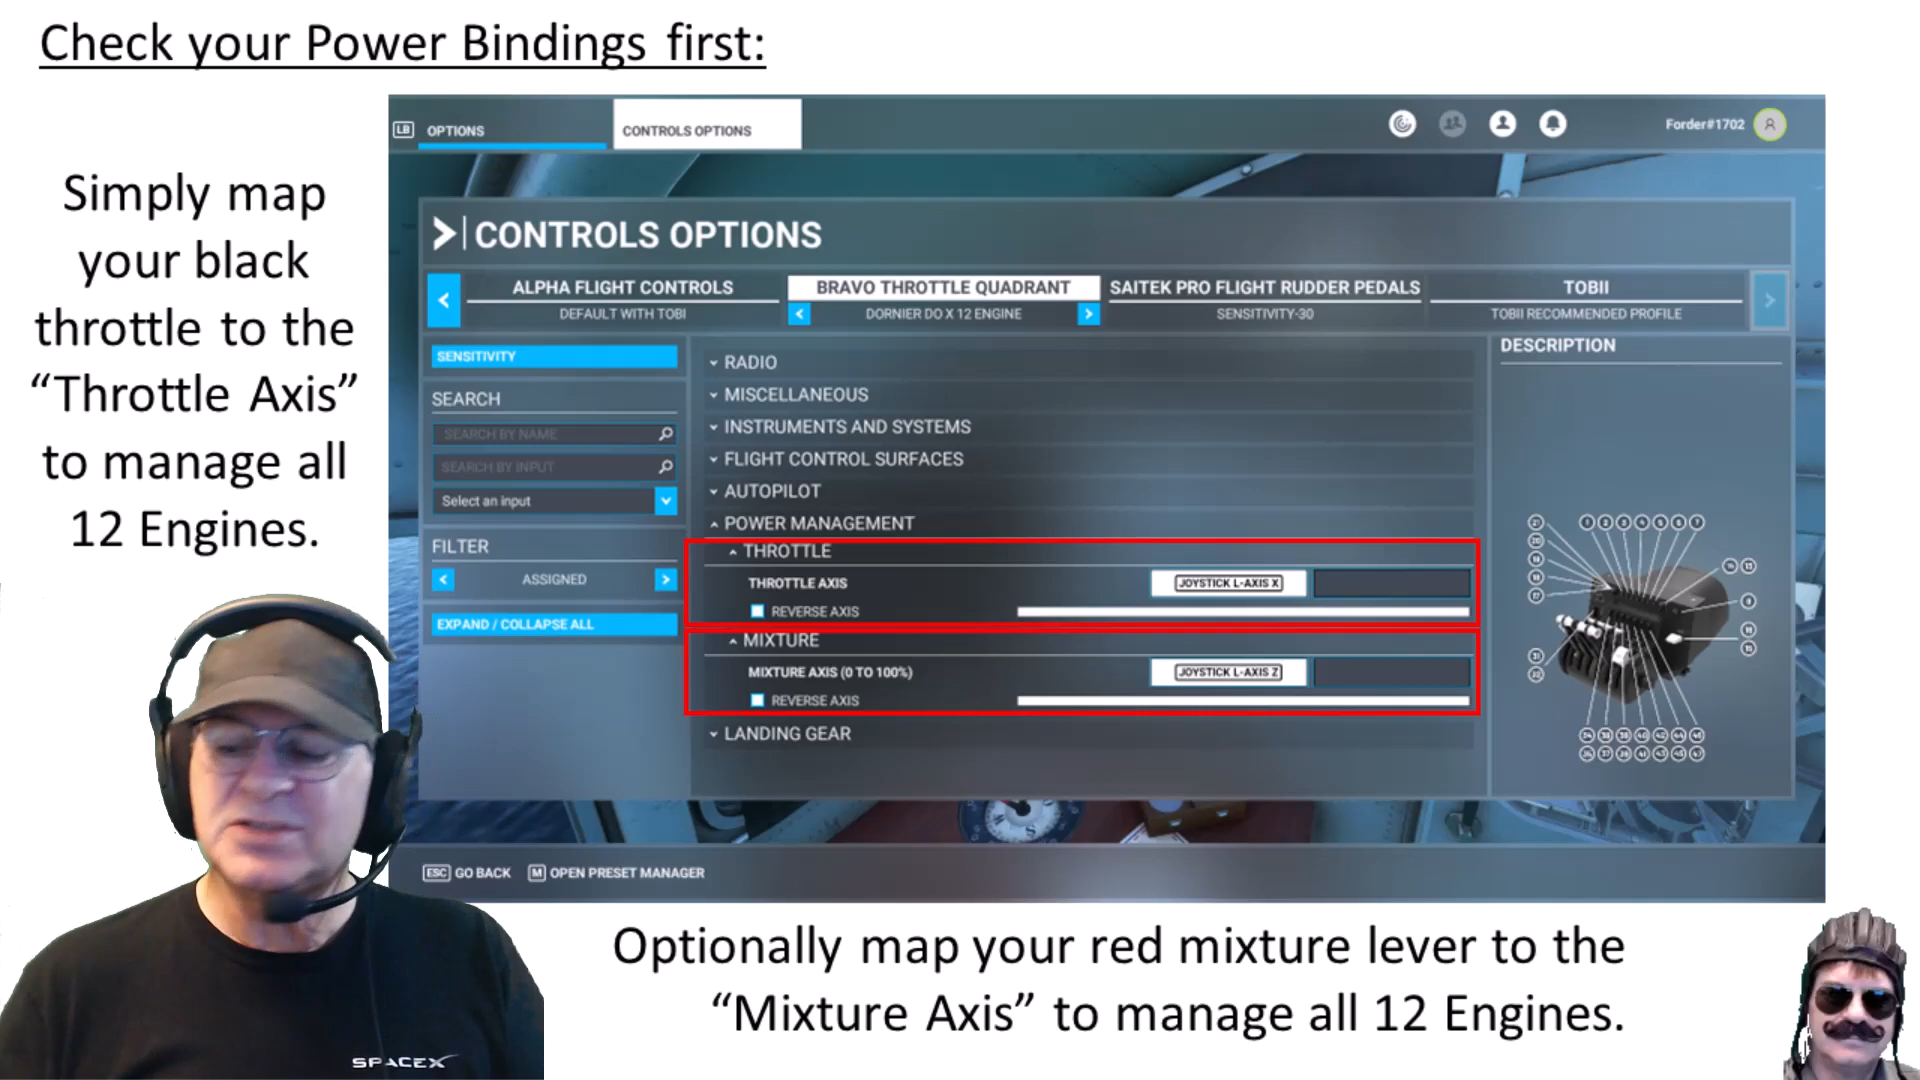 Check your Power Bindings first:
Simply map
your black
throttle to the
“Throttle Axis”
to manage all
12 Engines.
LB OPTIONS
CONTROLS OPTIONS
Forder#1702
CONTROLS OPTIONS
ALPHA FLIGHT CONTROLS
DEFAULT WITH TOBI
BRAVO THROTTLE QUADRANT
DORNIER DO X 12 ENGINE
SAITEK PRO FLIGHT RUDDER PEDALS
SENSITIVITY-30
TOBII
TOBII RECOMMENDED PROFILE
SENSITIVITY
SEARCH
SEARCH BY NAME
SEARCH BY INPUT
Select an input
FILTER
ASSIGNED
EXPAND / COLLAPSE ALL
RADIO
MISCELLANEOUS
INSTRUMENTS AND SYSTEMS
FLIGHT CONTROL SURFACES
AUTOPILOT
POWER MANAGEMENT
THROTTLE
THROTTLE AXIS
JOYSTICK L-AXIS X
REVERSE AXIS
MIXTURE
MIXTURE AXIS (0 TO 100%)
JOYSTICK L-AXIS Z
REVERSE AXIS
LANDING GEAR
DESCRIPTION
ESC GO BACK
M OPEN PRESET MANAGER
Optionally map your red mixture lever to the
“Mixture Axis” to manage all 12 Engines.
SPACEX